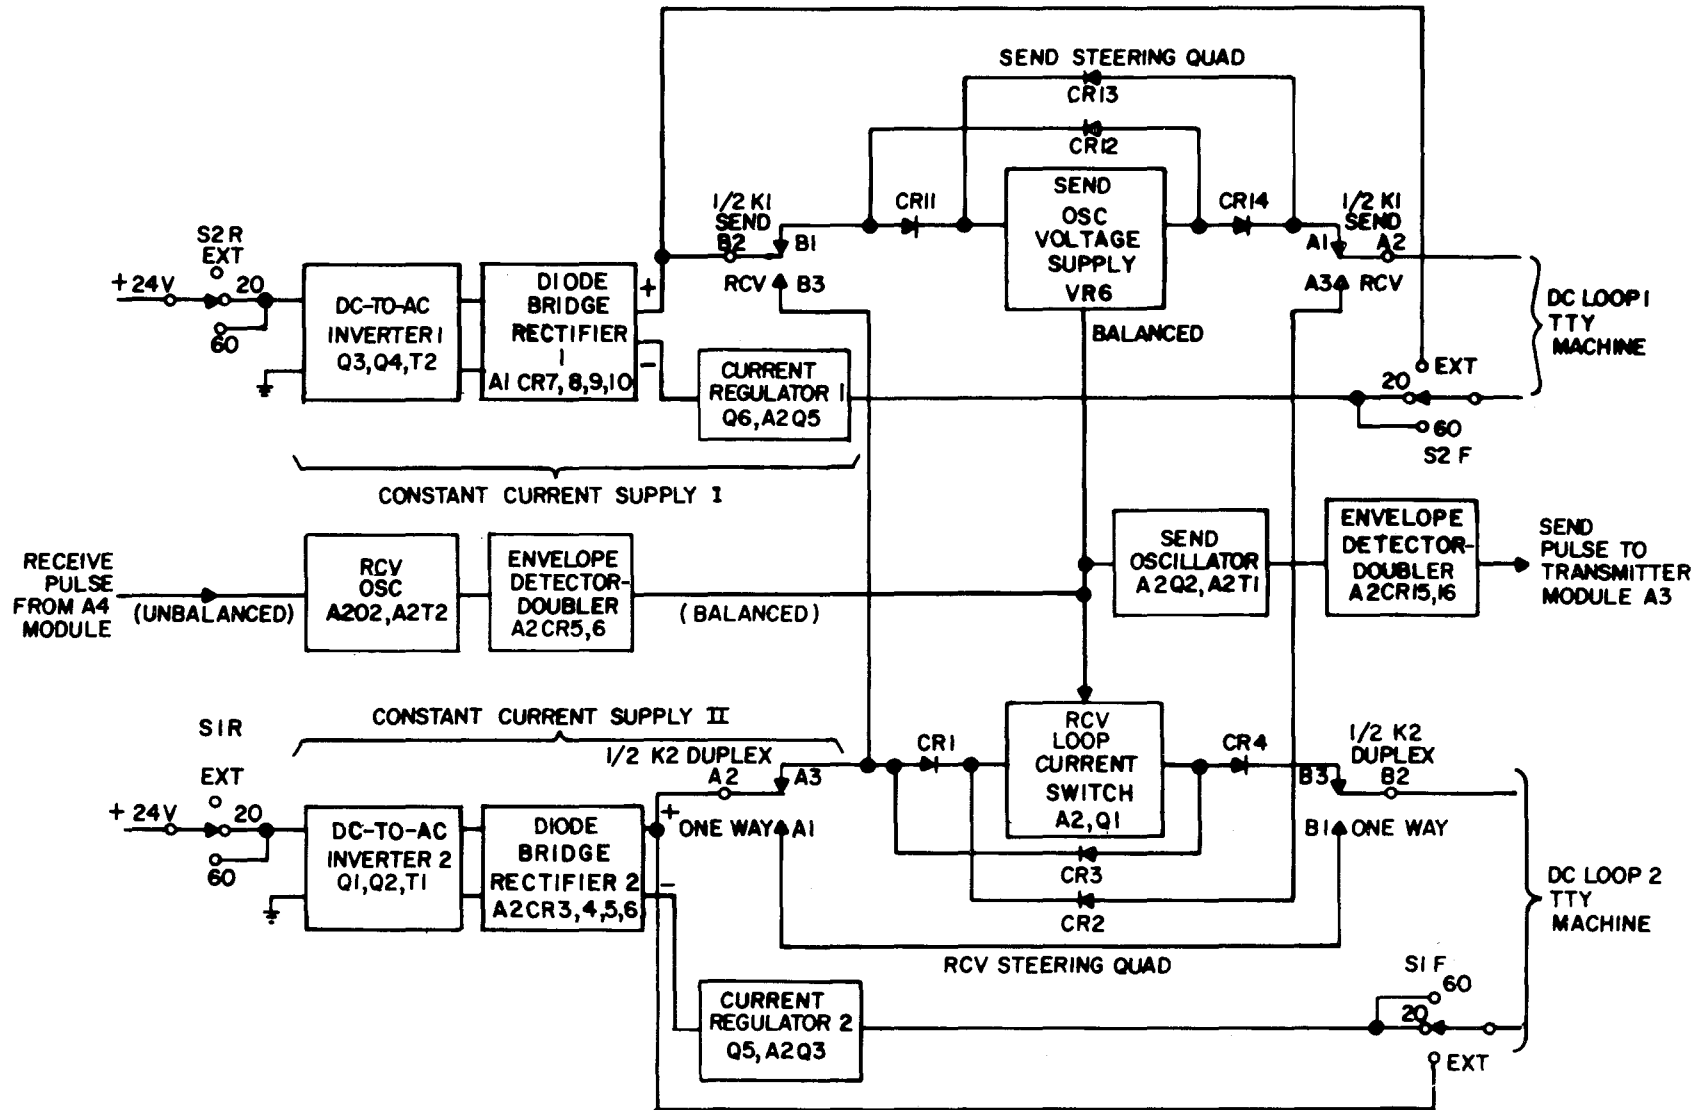 SEND STEERING QUAD
CR13
CR12
SEND
OSC
VOLTAGE
SUPPLY
VR6
CR11
CR14
1/2 K1
SEND
B2
B1
RCV
B3
1/2 K1
SEND
A1
A2
A3
RCV
S2R
EXT
+24V
20
60
DC-TO-AC
INVERTER 1
Q3,Q4,T2
DIODE
BRIDGE
RECTIFIER
1
A1 CR7, 8, 9, 10
+
-
CURRENT
REGULATOR 1
Q6, A2Q5
BALANCED
DC LOOP 1
TTY
MACHINE
EXT
20
60
S2 F
CONSTANT CURRENT SUPPLY I
RECEIVE
PULSE
FROM A4
MODULE
(UNBALANCED)
RCV
OSC
A2O2, A2T2
ENVELOPE
DETECTOR-
DOUBLER
A2CR5, 6
(BALANCED)
SEND
OSCILLATOR
A2Q2, A2T1
ENVELOPE
DETECTOR-
DOUBLER
A2CR15, 16
SEND
PULSE TO
TRANSMITTER
MODULE A3
S1R
CONSTANT CURRENT SUPPLY II
EXT
+24V
20
60
DC-TO-AC
INVERTER 2
Q1, Q2, T1
DIODE
BRIDGE
RECTIFIER 2
A2CR3, 4, 5, 6
+
-
1/2 K2 DUPLEX
A2
A3
ONE WAY
A1
CR1
RCV
LOOP
CURRENT
SWITCH
A2, Q1
CR4
1/2 K2
DUPLEX
B3
B2
B1
ONE WAY
CR3
CR2
RCV STEERING QUAD
DC LOOP 2
TTY
MACHINE
CURRENT
REGULATOR 2
Q5, A2Q3
S1 F
60
20
EXT